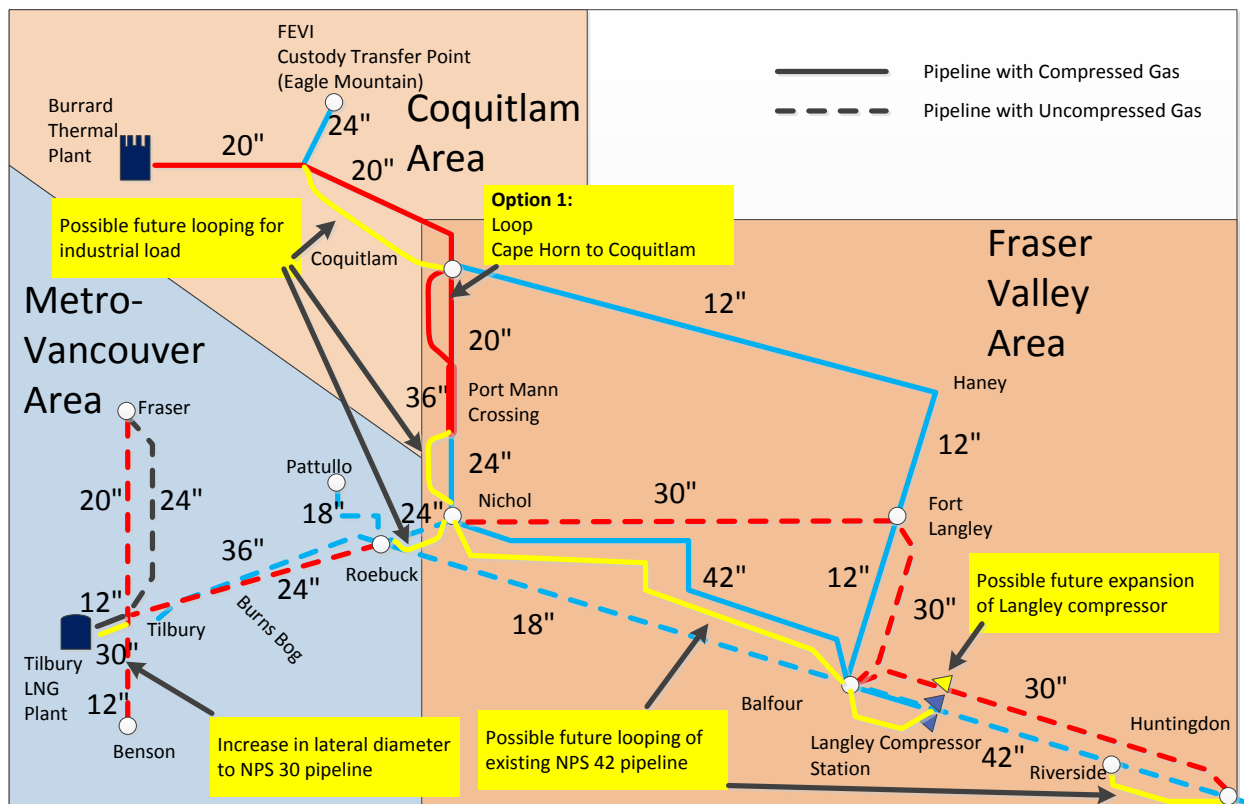 FEVI
Custody Transfer Point
(Eagle Mountain)
Pipeline with Compressed Gas
Pipeline with Uncompressed Gas
Burrard
Thermal
Plant
Coquitlam
Area
24"
20"
20"
Possible future looping for
industrial load
Option 1:
Loop
Cape Horn to Coquitlam
Coquitlam
Fraser
Valley
Area
Metro-
Vancouver
Area
12"
20"
Haney
36"
Port Mann
Crossing
Fraser
12"
24"
Pattullo
20"
24"
18"
24"
Nichol
30"
Fort
Langley
36"
Roebuck
24"
42"
12"
30"
Possible future expansion
of Langley compressor
12"
Tilbury
Burns Bog
18"
30"
Tilbury
LNG
Plant
12"
Benson
Increase in lateral diameter
to NPS 30 pipeline
Possible future looping of
existing NPS 42 pipeline
Balfour
30"
Huntingdon
Langley Compressor
Station
42"
Riverside